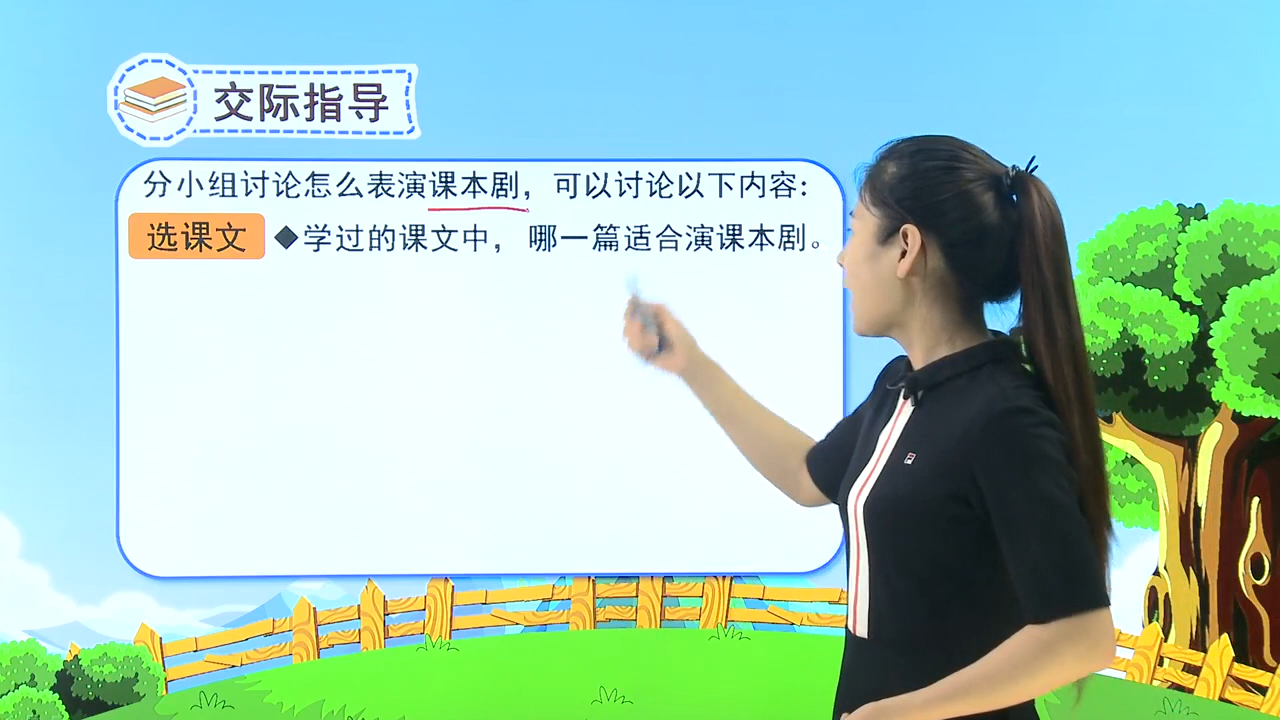 交际指导
分小组讨论怎么表演课本剧，可以讨论以下内容：
选课文 ◆学过的课文中，哪一篇适合演课本剧。